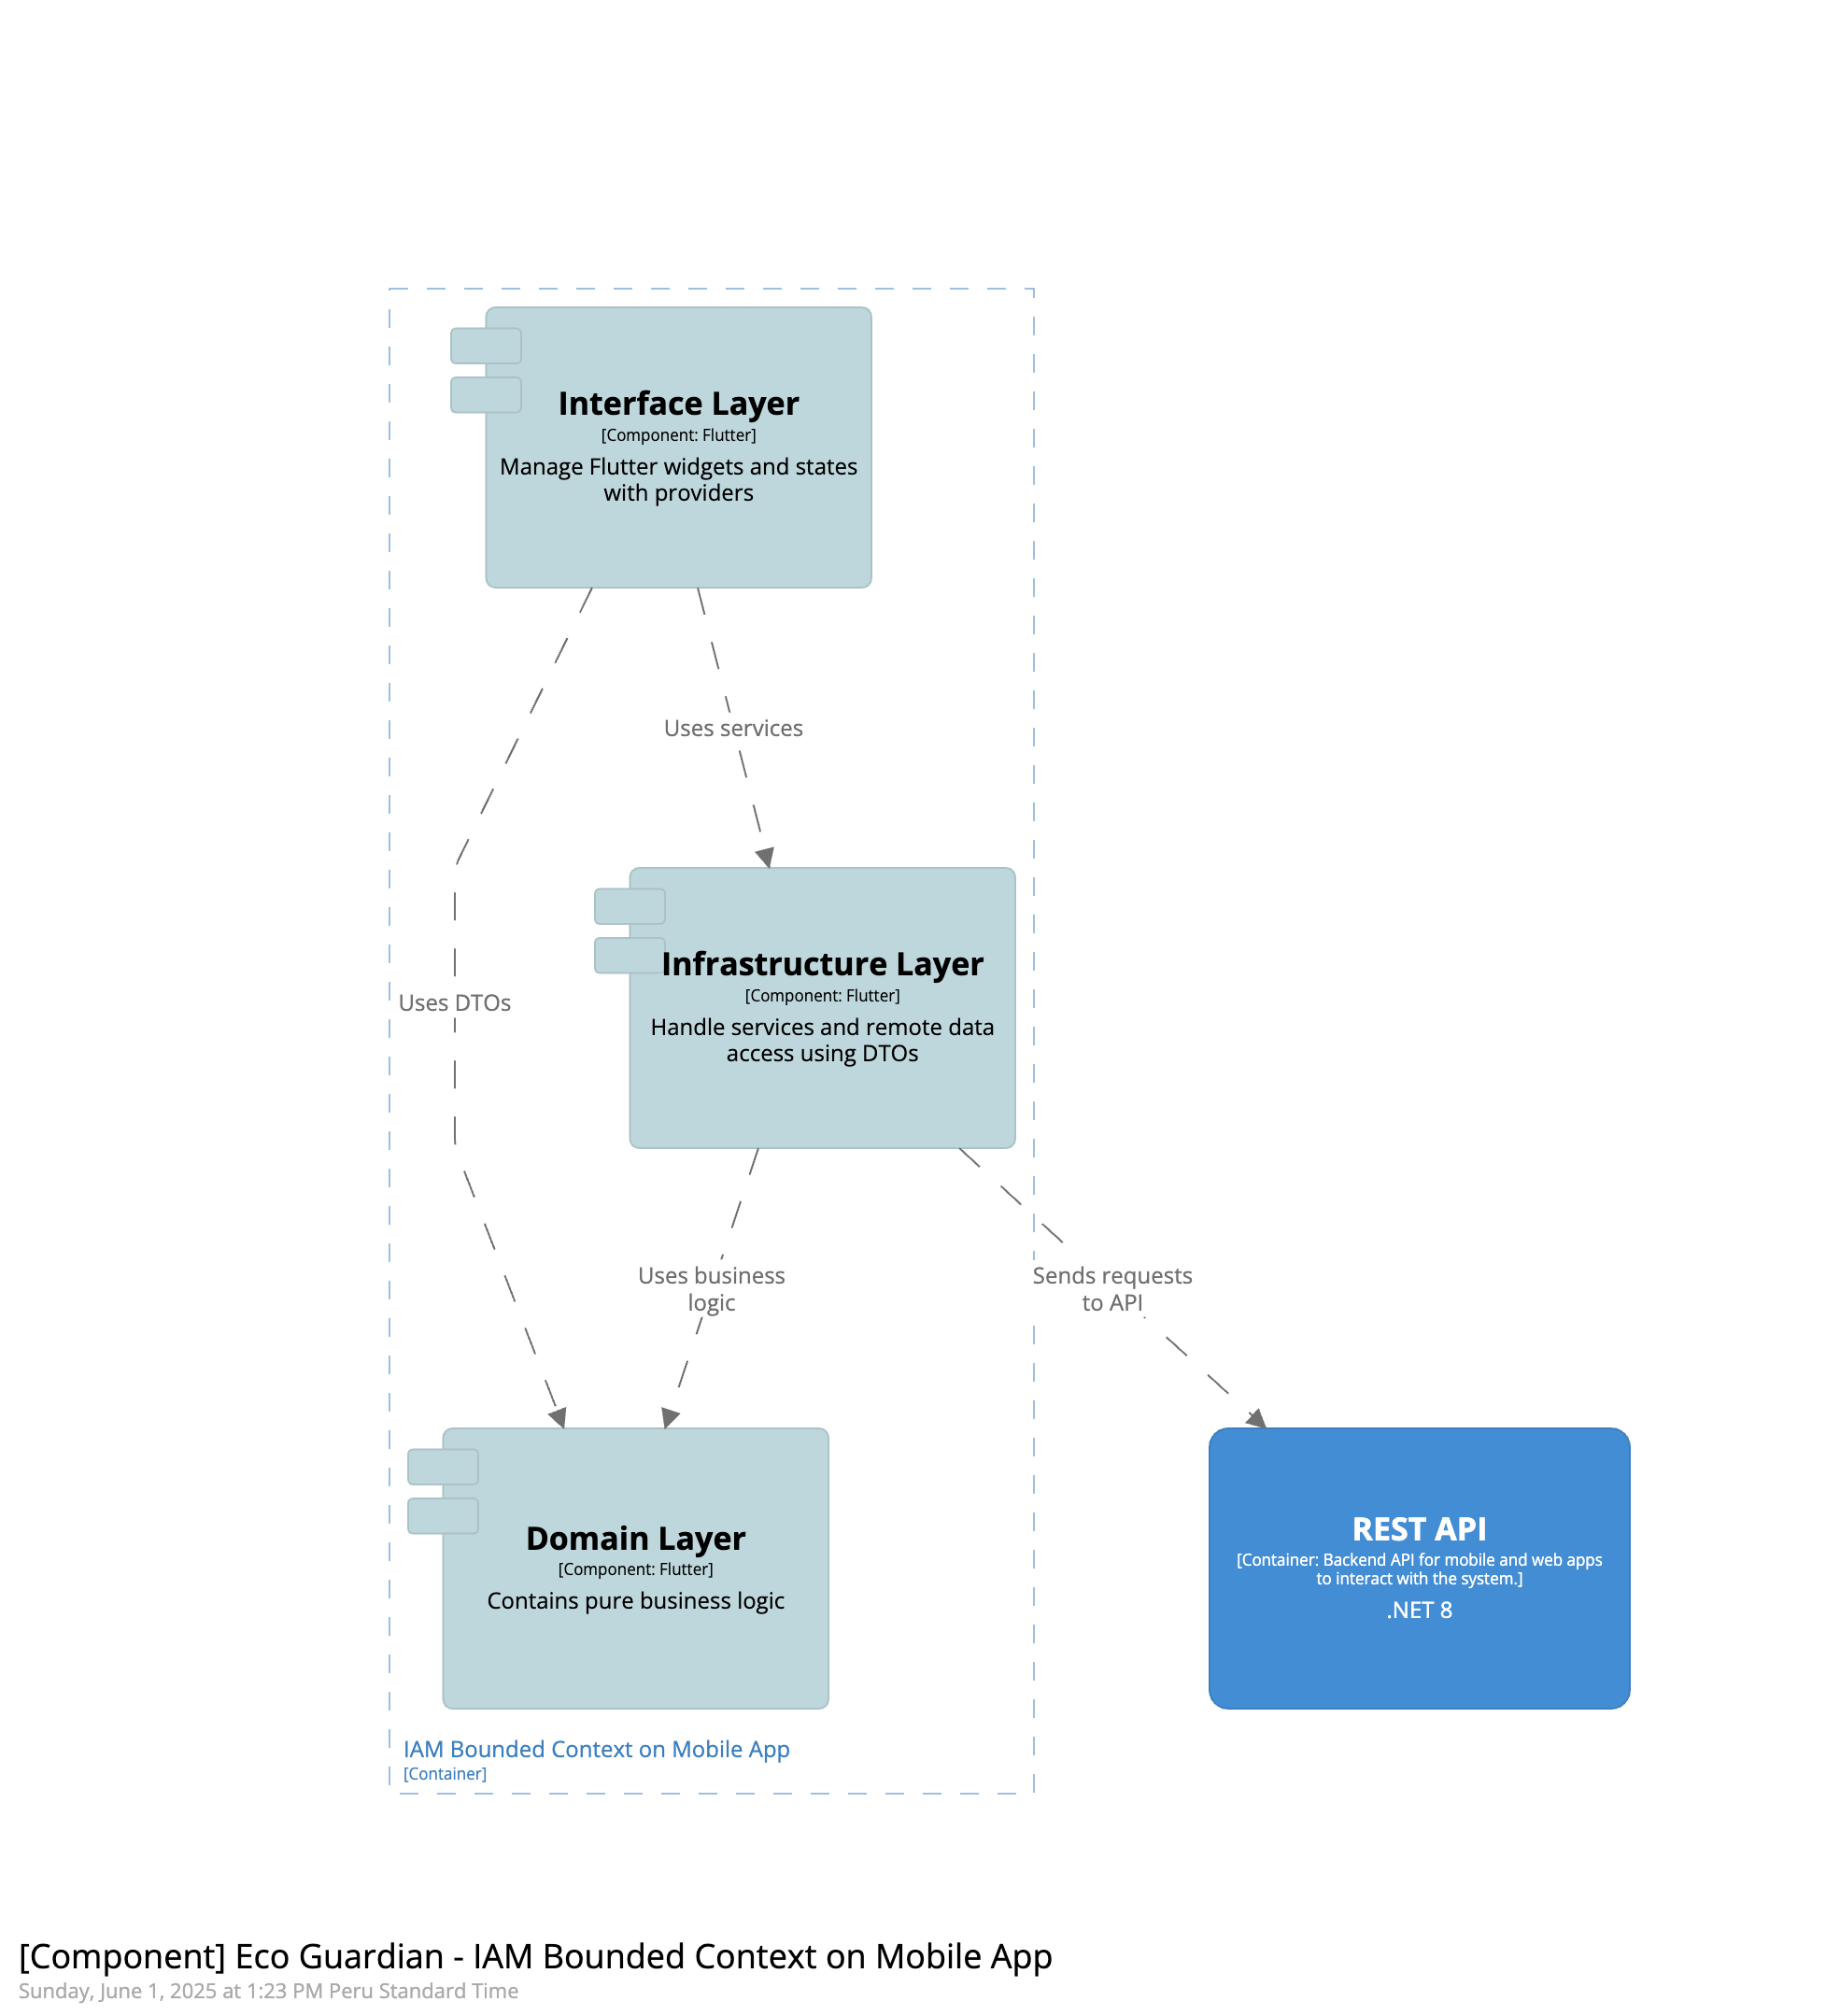 Interface Layer
[Component: Flutter]
Manage Flutter widgets and states
with providers
Uses services
Infrastructure Layer
[Component: Flutter]
Handle services and remote data
access using DTOs
Uses DTOs
Uses business
logic
Sends requests
to API
Domain Layer
[Component: Flutter]
Contains pure business logic
REST API
[Container: Backend API for mobile and web apps
to interact with the system.]
.NET 8
IAM Bounded Context on Mobile App
[Container]
[Component] Eco Guardian - IAM Bounded Context on Mobile App
Sunday, June 1, 2025 at 1:23 PM Peru Standard Time